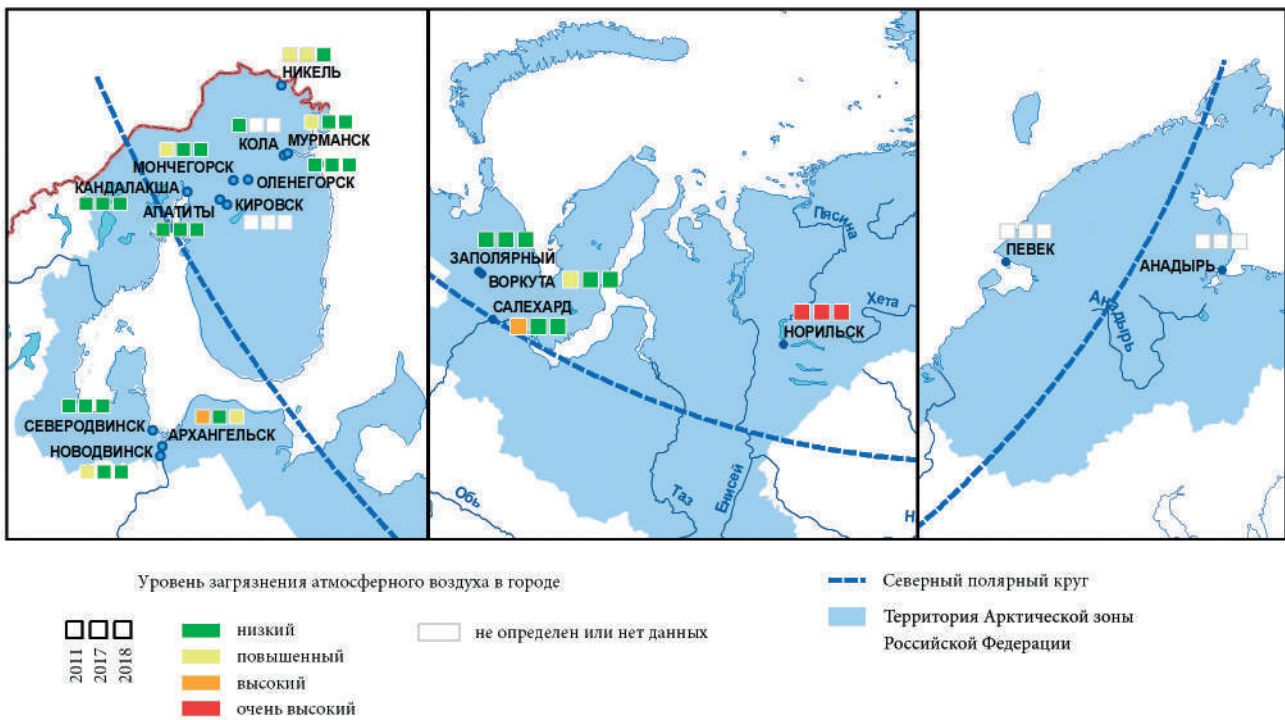 НИКЕЛЬ
КОЛА
МУРМАНСК
МОНЧЕГОРСК
КАНДАЛАКША
ОЛЕНЕГОРСК
АПАТИТЫ
КИРОВСК
СЕВЕРОДВИНСК
АРХАНГЕЛЬСК
НОВОДВИНСК
ЗАПОЛЯРНЫЙ
ВОРКУТА
САЛЕХАРД
НОРИЛЬСК
Пясина
Хета
Обь
Таз
Енисей
Н
ПЕВЕК
АНАДЫРЬ
Анадырь
Уровень загрязнения атмосферного воздуха в городе
2011
2017
2018
низкий
повышенный
высокий
очень высокий
не определен или нет данных
Северный полярный круг
Территория Арктической зоны
Российской Федерации